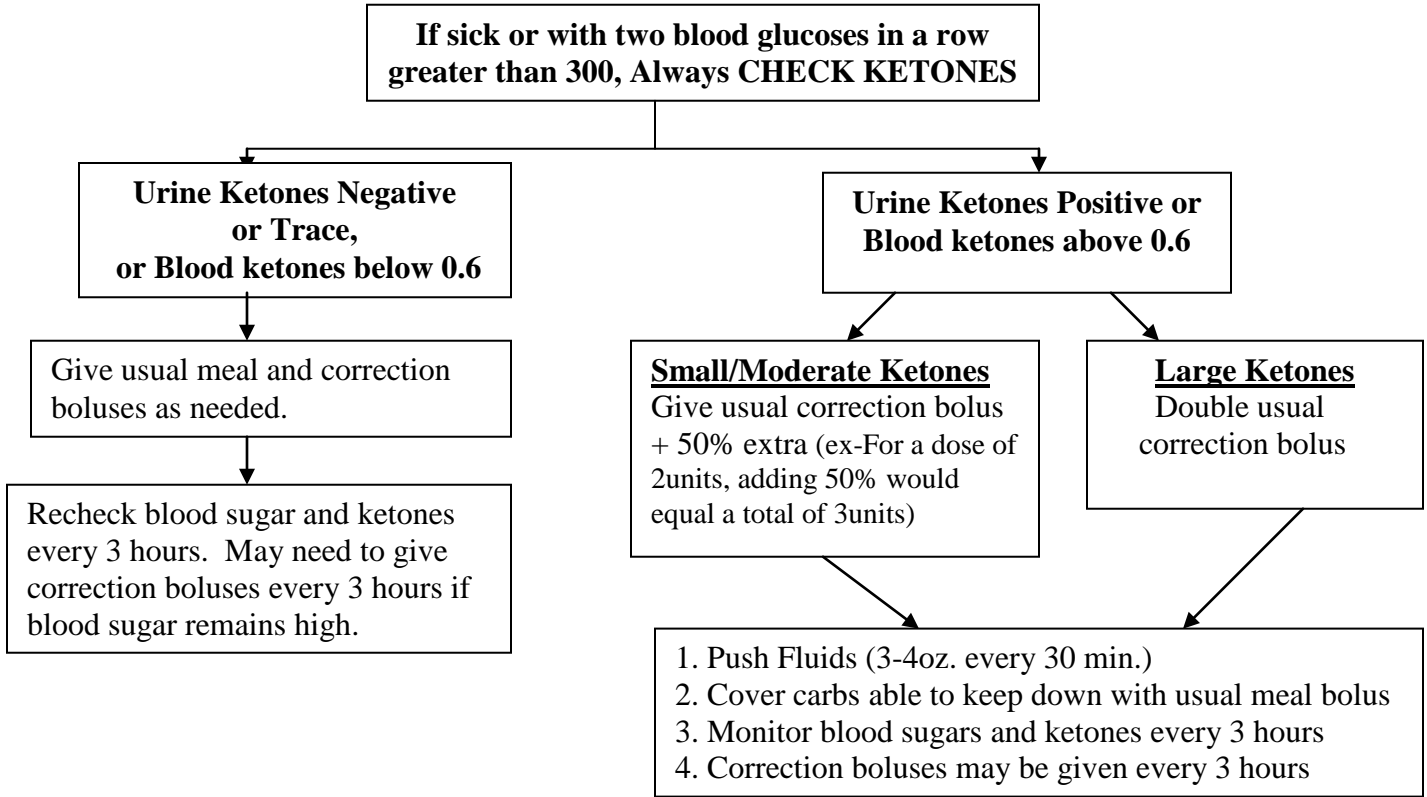 If sick or with two blood glucoses in a row
greater than 300, Always CHECK KETONES
Urine Ketones Negative
or Trace,
or Blood ketones below 0.6
Give usual meal and correction
boluses as needed.
Recheck blood sugar and ketones
every 3 hours.  May need to give
correction boluses every 3 hours if
blood sugar remains high.
Urine Ketones Positive or
Blood ketones above 0.6
Small/Moderate Ketones
Give usual correction bolus
+ 50% extra (ex-For a dose of
2units, adding 50% would
equal a total of 3units)
Large Ketones
Double usual
correction bolus
1. Push Fluids (3-4oz. every 30 min.)
2. Cover carbs able to keep down with usual meal bolus
3. Monitor blood sugars and ketones every 3 hours
4. Correction boluses may be given every 3 hours